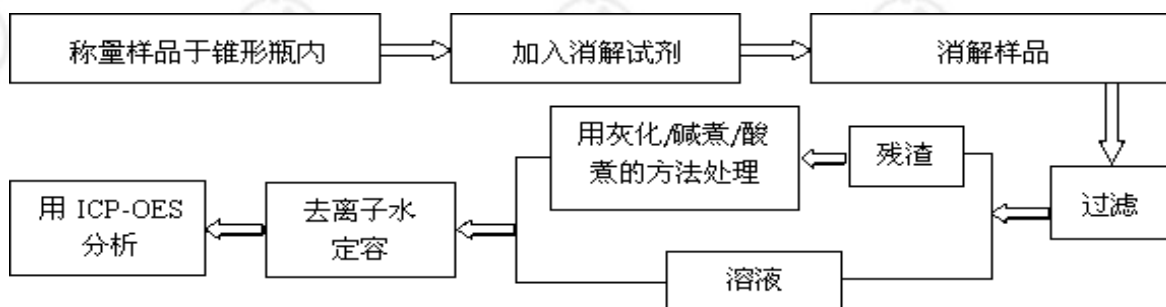 称量样品于锥形瓶内
加入消解试剂
消解样品
过滤
残渣
用灰化/碱煮/酸
煮的方法处理
溶液
去离子水
定容
用 ICP-OES
分析